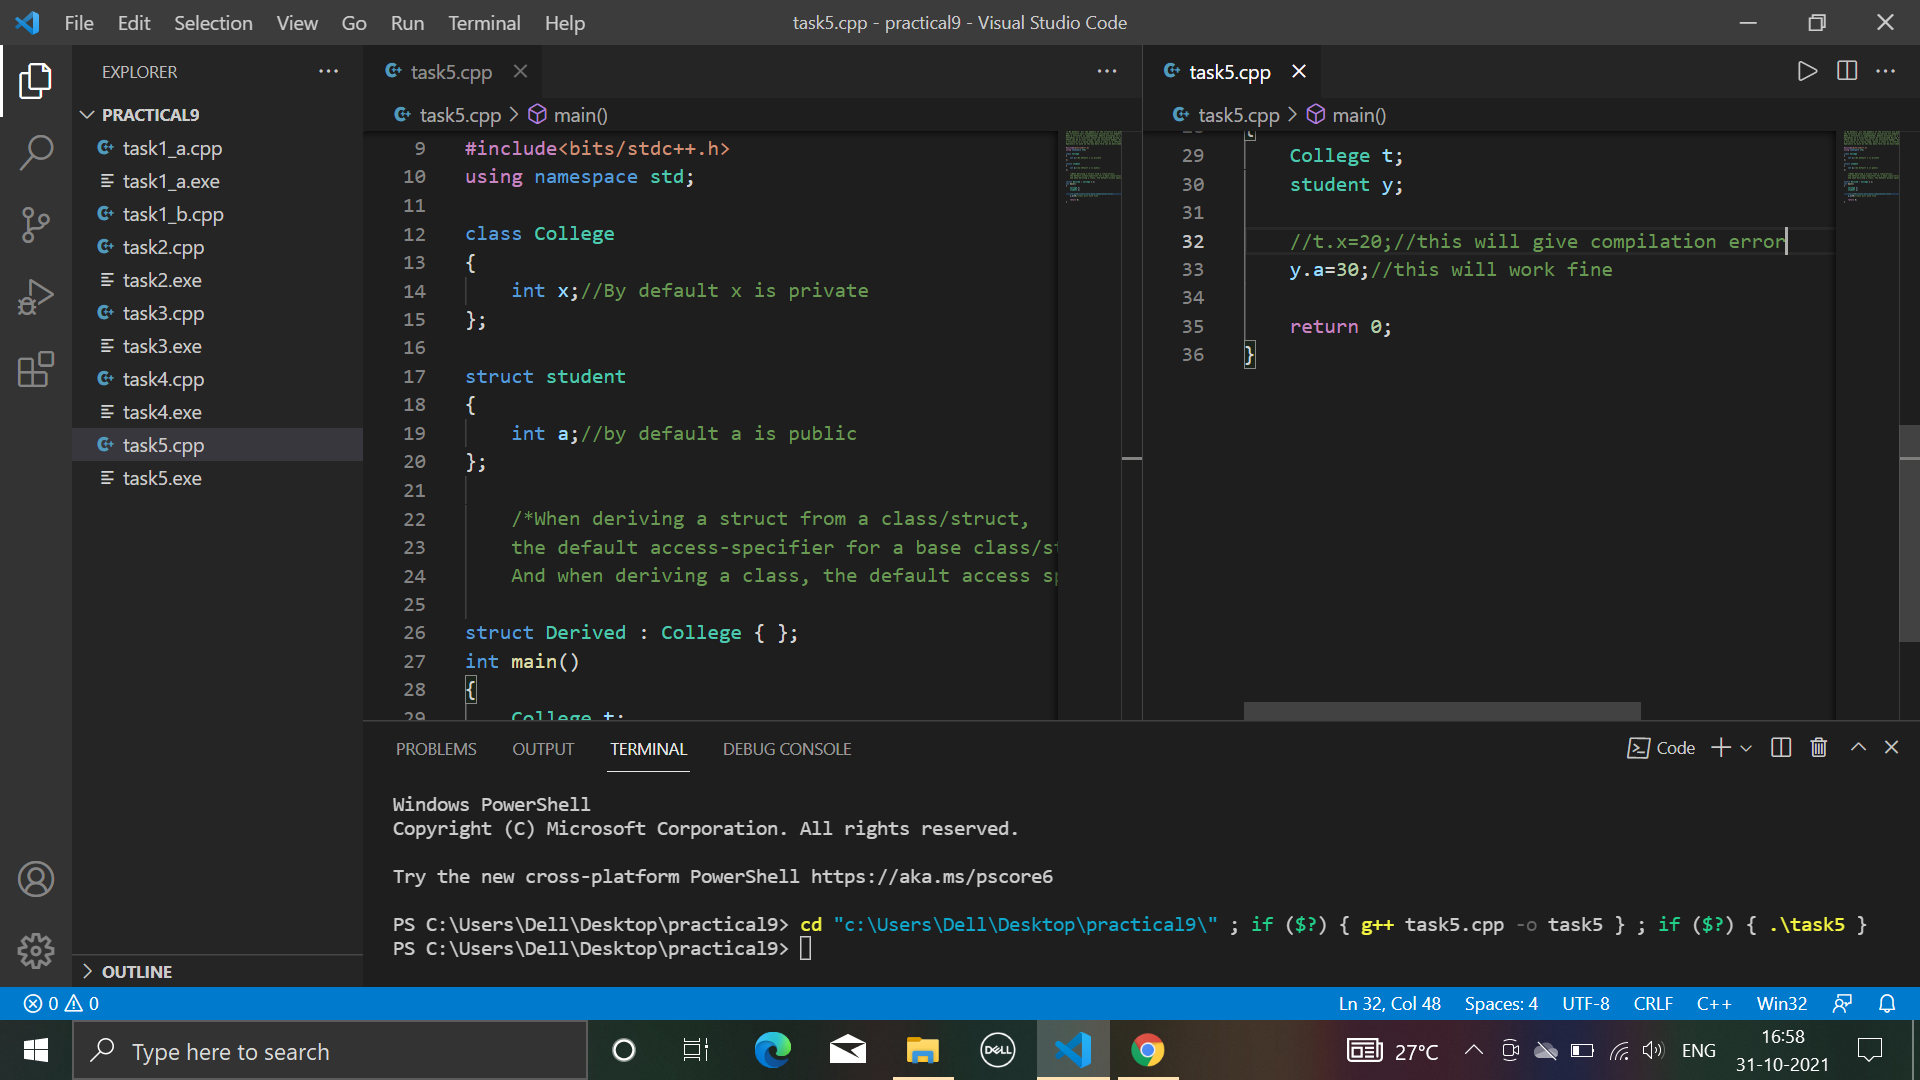 File Edit Selection View Go Run Terminal Help
task5.cpp - practical9 - Visual Studio Code
EXPLORER
PRACTICAL9
task1_a.cpp
task1_a.exe
task1_b.cpp
task2.cpp
task2.exe
task3.cpp
task3.exe
task4.cpp
task4.exe
task5.cpp
task5.exe
OUTLINE
task5.cpp
task5.cpp > main()
9 #include<bits/stdc++.h>
10 using namespace std;
11
12 class College
13 {
14 int x;//By default x is private
15 };
16
17 struct student
18 {
19 int a;//by default a is public
20 };
21
22 /*When deriving a struct from a class/struct,
23 the default access-specifier for a base class/st
24 And when deriving a class, the default access sp
25
26 struct Derived : College { };
27 int main()
28 {
29 College t;
task5.cpp
task5.cpp > main()
28 {
29 College t;
30 student y;
31
32 //t.x=20;//this will give compilation error
33 y.a=30;//this will work fine
34
35 return 0;
36 }
PROBLEMS OUTPUT TERMINAL DEBUG CONSOLE
Code
Windows PowerShell
Copyright (C) Microsoft Corporation. All rights reserved.
Try the new cross-platform PowerShell https://aka.ms/pscore6
PS C:\Users\Dell\Desktop\practical9> cd "c:\Users\Dell\Desktop\practical9\" ; if ($?) { g++ task5.cpp -o task5 } ; if ($?) { .\task5 }
PS C:\Users\Dell\Desktop\practical9>
0 0
Ln 32, Col 48 Spaces: 4 UTF-8 CRLF C++ Win32
Type here to search
DELL
27°C
ENG
16:58
31-10-2021